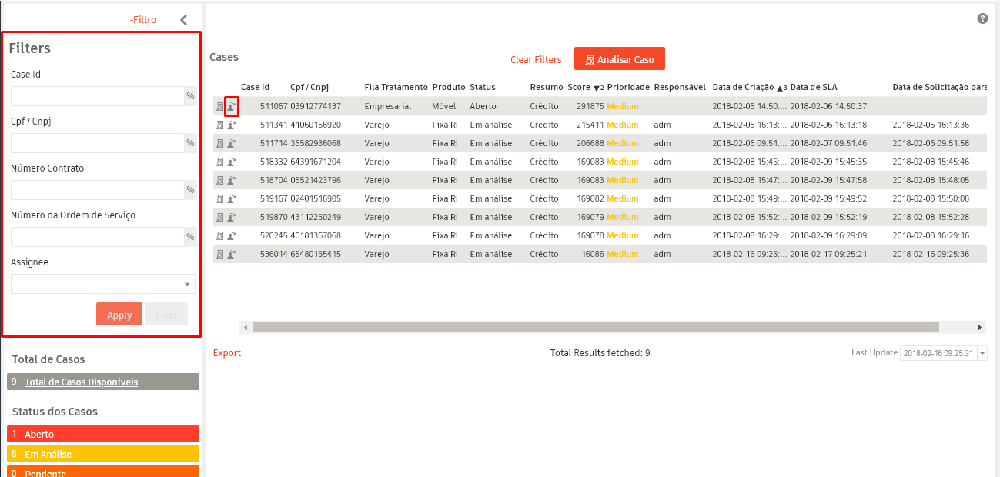 -Filtro
Filters
Case Id
%
Cpf / Cnpj
%
Número Contrato
%
Número da Ordem de Serviço
%
Assignee
Apply Clear
Total de Casos
9 Total de Casos Disponíveis
Status dos Casos
1 Aberto
8 Em Análise
0 Pendente
?
Cases Clear Filters Analisar Caso
Case Id Cpf / Cnpj Fila Tratamento Produto Status Resumo Score ▼2 Prioridade Responsável Data de Criação ▲3 Data de SLA Data de Solicitação para
511067 03912774137 Empresarial Móvel Aberto Crédito 291875 Medium 2018-02-05 14:50:... 2018-02-06 14:50:37
511341 41060156920 Varejo Fixa RI Em análise Crédito 215411 Medium adm 2018-02-05 16:13:... 2018-02-06 16:13:18 2018-02-05 16:13:36
511714 35582936068 Varejo Fixa RI Em análise Crédito 206688 Medium adm 2018-02-06 09:51:... 2018-02-07 09:51:46 2018-02-06 09:51:58
518332 64391671204 Varejo Fixa RI Em análise Crédito 169083 Medium adm 2018-02-08 15:45:... 2018-02-09 15:45:35 2018-02-08 15:45:46
518704 05521423796 Varejo Fixa RI Em análise Crédito 169083 Medium adm 2018-02-08 15:47:... 2018-02-09 15:47:58 2018-02-08 15:48:05
519167 02401516905 Varejo Fixa RI Em análise Crédito 169082 Medium adm 2018-02-08 15:49:... 2018-02-09 15:49:52 2018-02-08 15:50:08
519870 43112250249 Varejo Fixa RI Em análise Crédito 169079 Medium adm 2018-02-08 15:52:... 2018-02-09 15:52:19 2018-02-08 15:52:28
520245 40181367068 Varejo Fixa RI Em análise Crédito 169078 Medium adm 2018-02-08 16:29:... 2018-02-09 16:29:09 2018-02-08 16:29:16
536014 65480155415 Varejo Fixa RI Em análise Crédito 16086 Medium adm 2018-02-16 09:25:... 2018-02-17 09:25:21 2018-02-16 09:25:36
Export Total Results fetched: 9 Last Update 2018-02-16 09:25:31